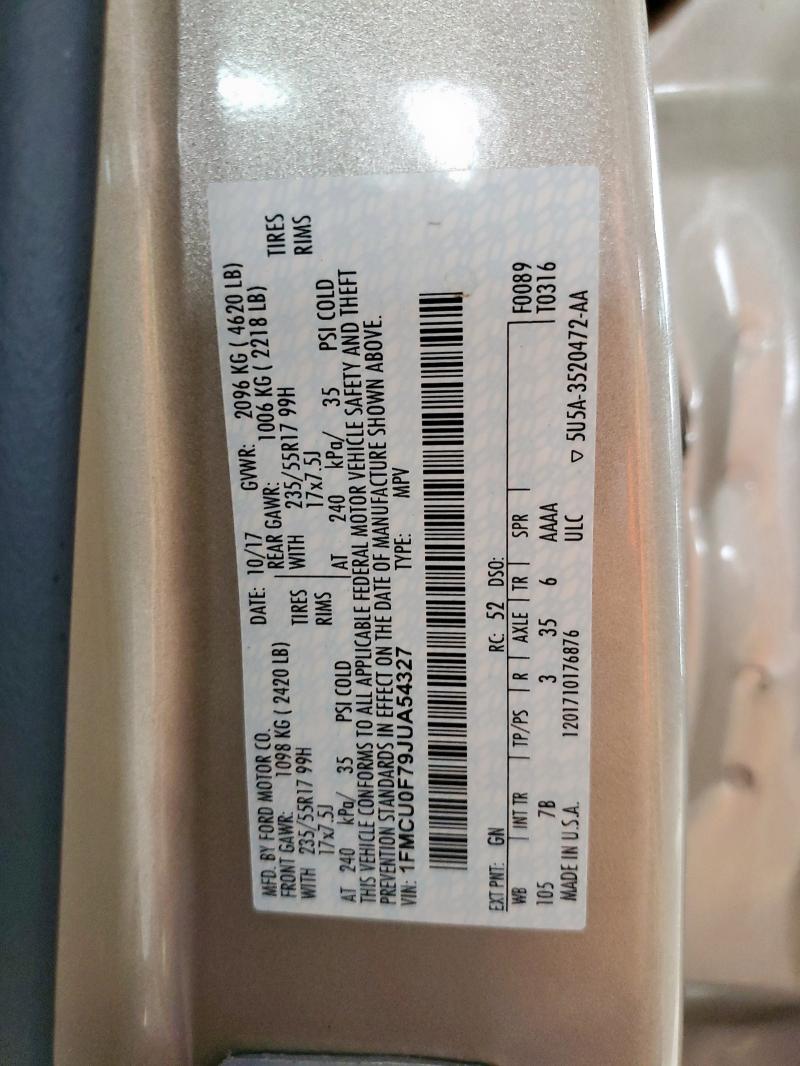 MFD. BY FORD MOTOR CO.
DATE: 10/17 GVWR: 2096 KG ( 4620 LB)
FRONT GAWR: 1098 KG ( 2420 LB)
REAR GAWR: 1006 KG ( 2218 LB)
WITH 235/55R17 99H TIRES
WITH 235/55R17 99H TIRES
17x7.5J RIMS
17x7.5J RIMS
AT 240 kPa/ 35 PSI COLD
AT 240 kPa/ 35 PSI COLD
THIS VEHICLE CONFORMS TO ALL APPLICABLE FEDERAL MOTOR VEHICLE SAFETY AND THEFT
PREVENTION STANDARDS IN EFFECT ON THE DATE OF MANUFACTURE SHOWN ABOVE.
VIN: 1FMCU0F79JUA54327 TYPE: MPV
EXT PNT: GN RC: 52 DSO:
WB INT TR TP/PS R AXLE TR SPR F0089
105 7B 3 35 6 AAAA T0316
MADE IN U.S.A. 1201710176876 ULC ▽ 5U5A-3520472-AA